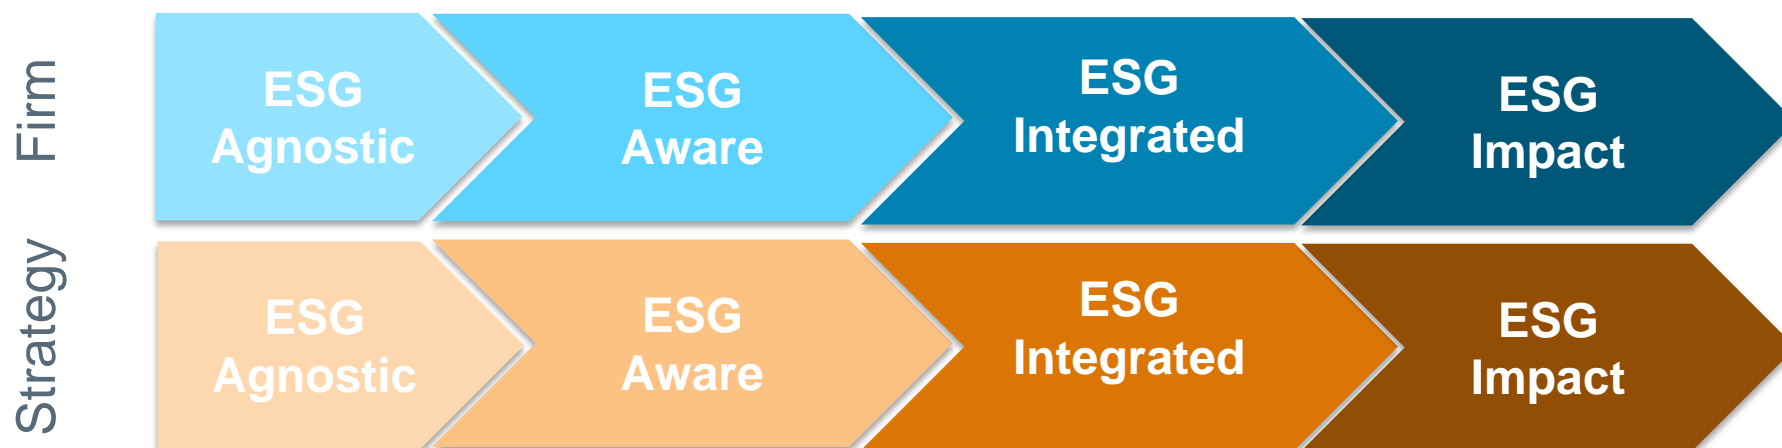 Firm
ESG
Agnostic
ESG
Aware
ESG
Integrated
ESG
Impact
Strategy
ESG
Agnostic
ESG
Aware
ESG
Integrated
ESG
Impact